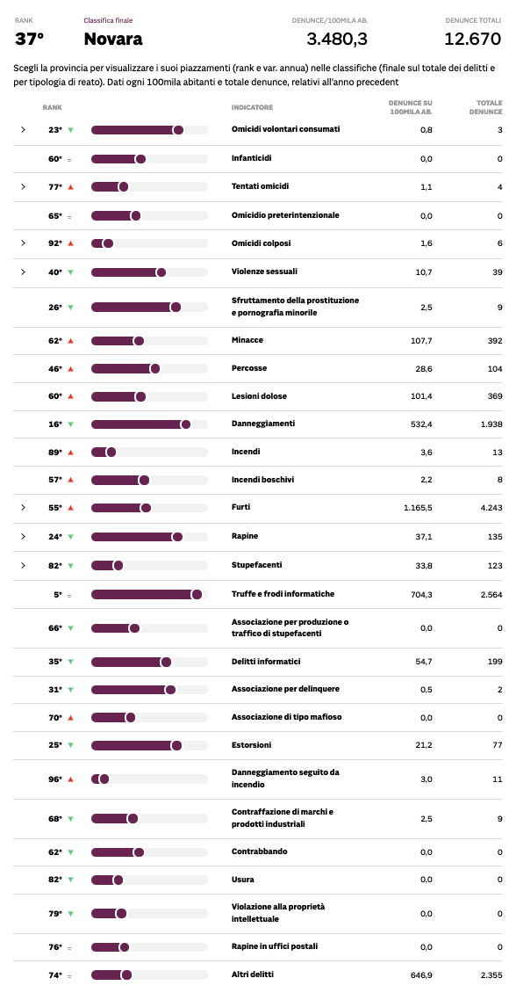 RANK Classifica finale DENUNCE/100MILA AB. DENUNCE TOTALI
37° Novara 3.480,3 12.670
Scegli la provincia per visualizzare i suoi piazzamenti (rank e var. annua) nelle classifiche (finale sul totale dei delitti e
per tipologia di reato). Dati ogni 100mila abitanti e totale denunce, relativi all'anno precedent
RANK INDICATORE DENUNCE SU 100MILA AB. TOTALE DENUNCE
23° Omicidi volontari consumati 0,8 3
60° = Infanticidi 0,0 0
77° Tentati omicidi 1,1 4
65° = Omicidio preterintenzionale 0,0 0
92° Omicidi colposi 1,6 6
40° Violenze sessuali 10,7 39
26° Sfruttamento della prostituzione e pornografia minorile 2,5 9
62° Minacce 107,7 392
46° Percosse 28,6 104
60° Lesioni dolose 101,4 369
16° Danneggiamenti 532,4 1.938
89° Incendi 3,6 13
57° Incendi boschivi 2,2 8
55° Furti 1.165,5 4.243
24° Rapine 37,1 135
82° Stupefacenti 33,8 123
5° = Truffe e frodi informatiche 704,3 2.564
66° Associazione per produzione o traffico di stupefacenti 0,0 0
35° Delitti informatici 54,7 199
31° Associazione per delinquere 0,5 2
70° Associazione di tipo mafioso 0,0 0
25° Estorsioni 21,2 77
96° Danneggiamento seguito da incendio 3,0 11
68° Contraffazione di marchi e prodotti industriali 2,5 9
62° Contrabbando 0,0 0
82° Usura 0,0 0
79° Violazione alla proprietà intellettuale 0,0 0
76° = Rapine in uffici postali 0,0 0
74° = Altri delitti 646,9 2.355